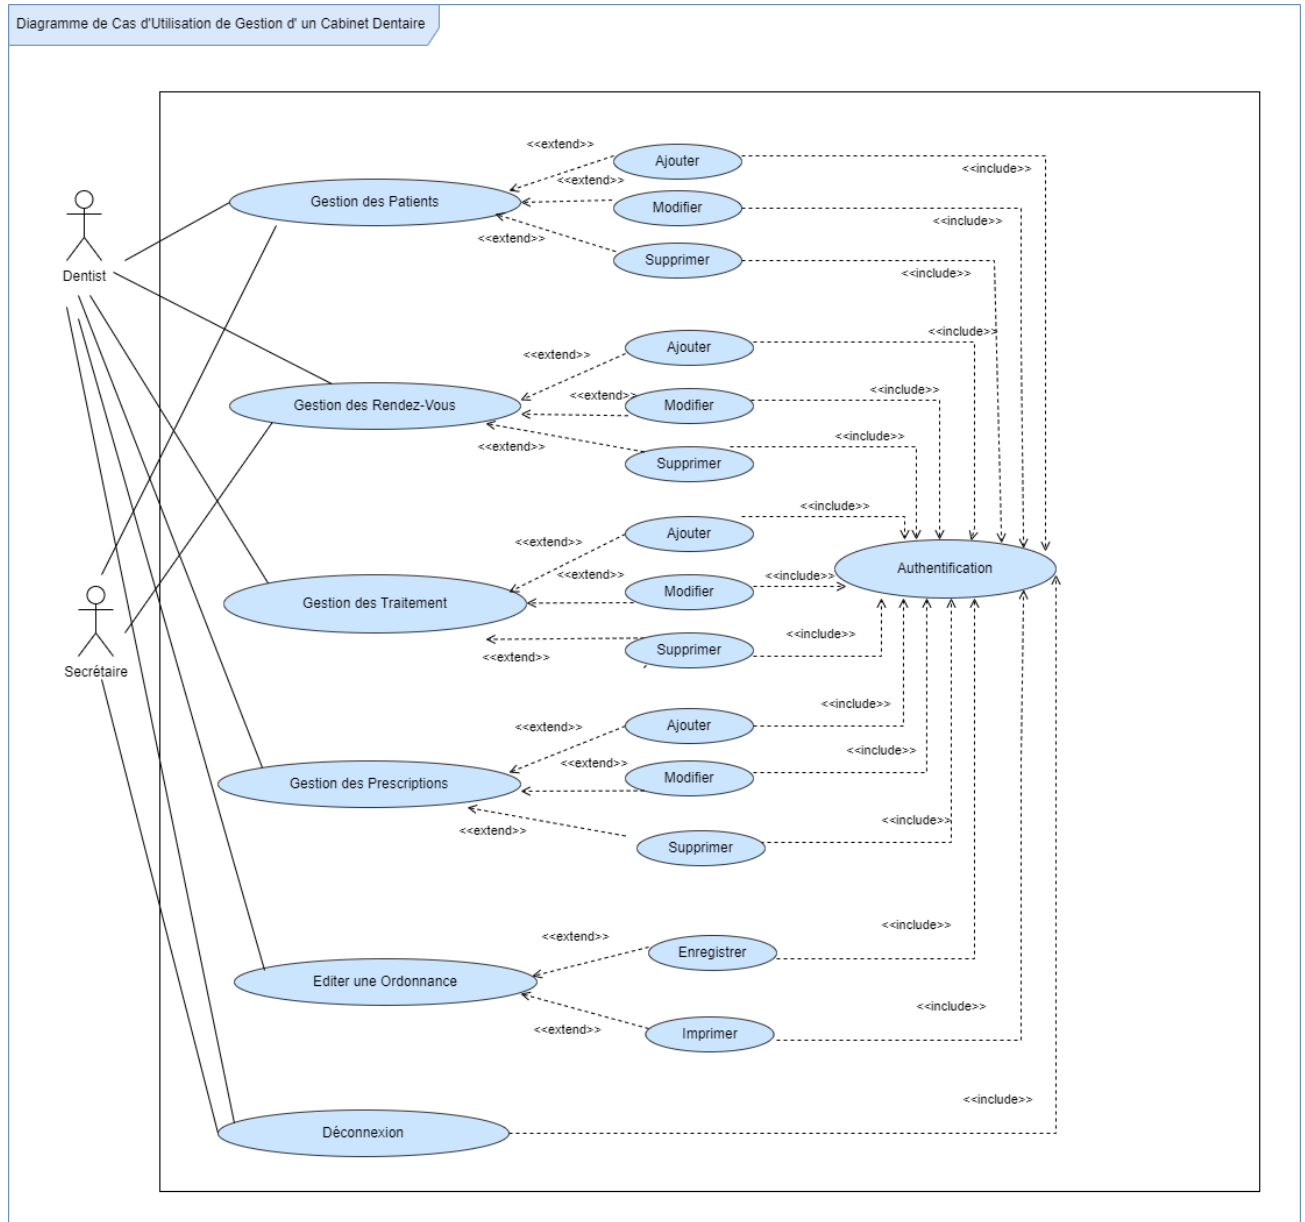 Diagramme de Cas d'Utilisation de Gestion d' un Cabinet Dentaire
<<extend>>
Ajouter
<<include>>
<<extend>>
Gestion des Patients
Modifier
<<include>>
<<extend>>
Supprimer
<<include>>
Dentist
<<include>>
Ajouter
<<extend>>
<<include>>
<<extend>>
Gestion des Rendez-Vous
Modifier
<<include>>
<<extend>>
Supprimer
<<include>>
Ajouter
<<extend>>
Authentification
<<extend>>
<<include>>
Modifier
Gestion des Traitement
<<include>>
Supprimer
<<extend>>
Secrétaire
<<include>>
Ajouter
<<extend>>
<<include>>
<<extend>>
Modifier
Gestion des Prescriptions
<<include>>
<<extend>>
Supprimer
<<include>>
<<extend>>
Enregistrer
Editer une Ordonnance
<<include>>
<<extend>>
Imprimer
<<include>>
Déconnexion